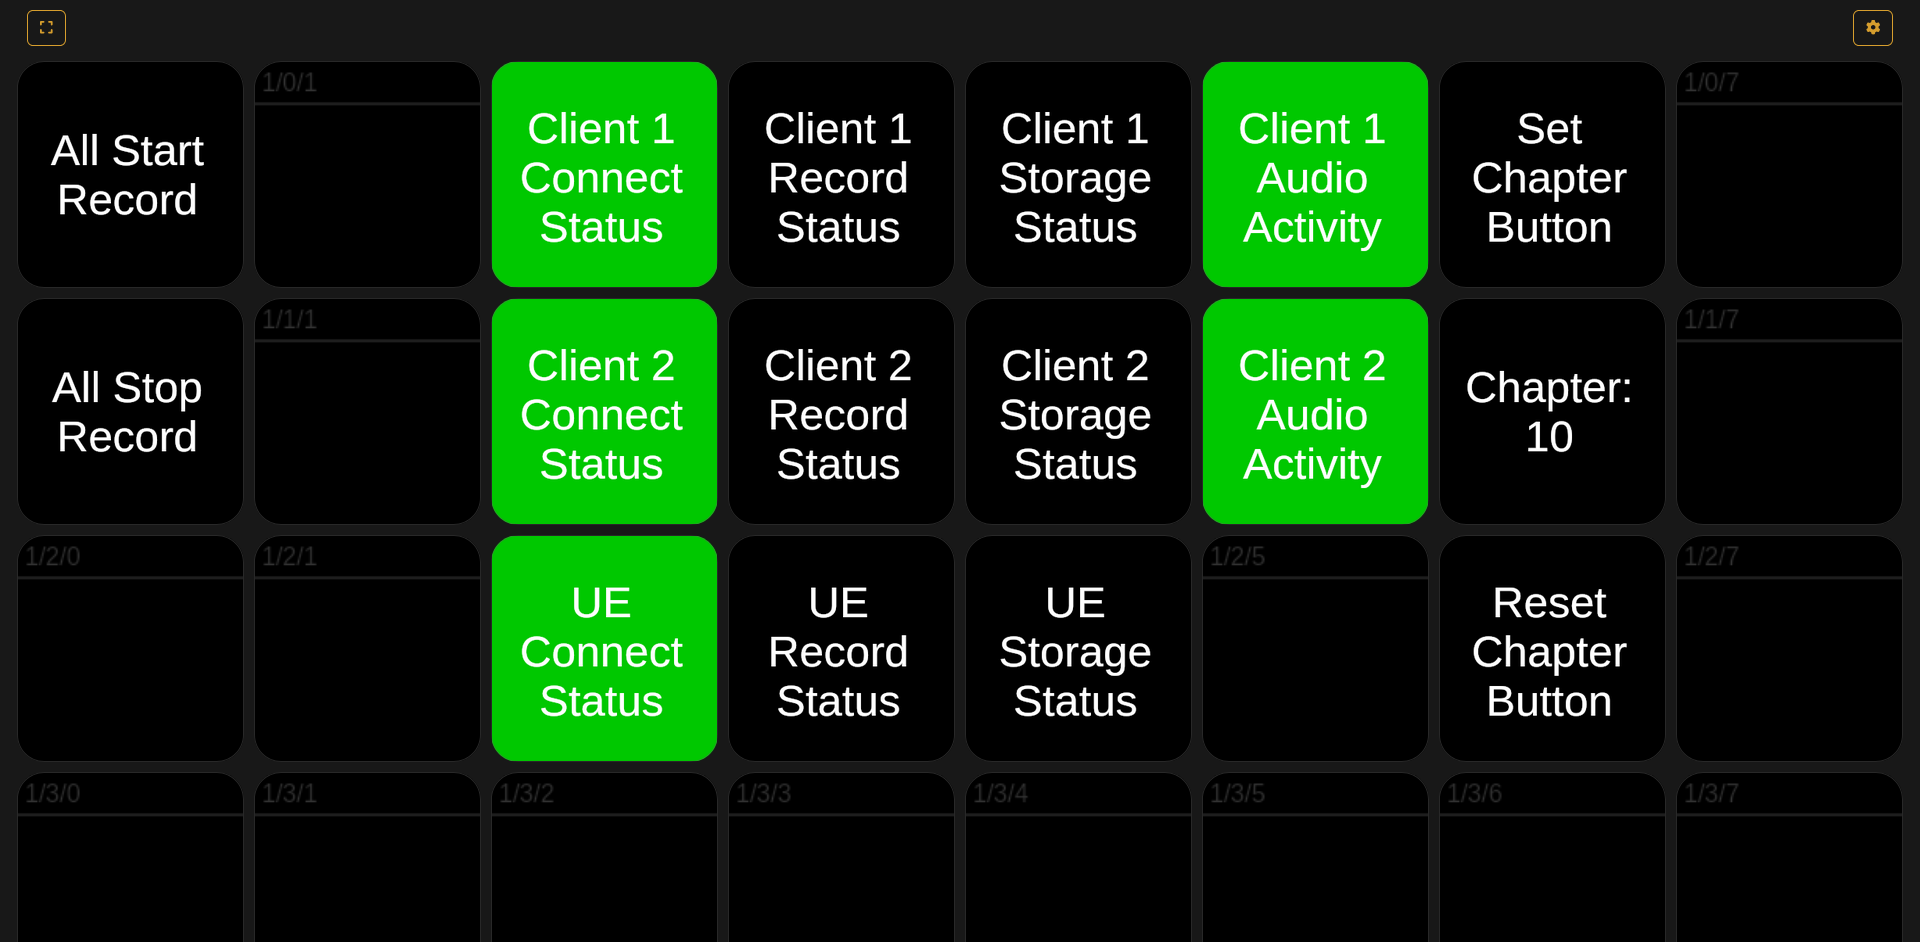 All Start
Record
1/0/1
Client 1
Connect
Status
Client 1
Record
Status
Client 1
Storage
Status
Client 1
Audio
Activity
Set
Chapter
Button
1/0/7
All Stop
Record
1/1/1
Client 2
Connect
Status
Client 2
Record
Status
Client 2
Storage
Status
Client 2
Audio
Activity
Chapter:
10
1/1/7
1/2/0
1/2/1
UE
Connect
Status
UE
Record
Status
UE
Storage
Status
1/2/5
Reset
Chapter
Button
1/2/7
1/3/0
1/3/1
1/3/2
1/3/3
1/3/4
1/3/5
1/3/6
1/3/7